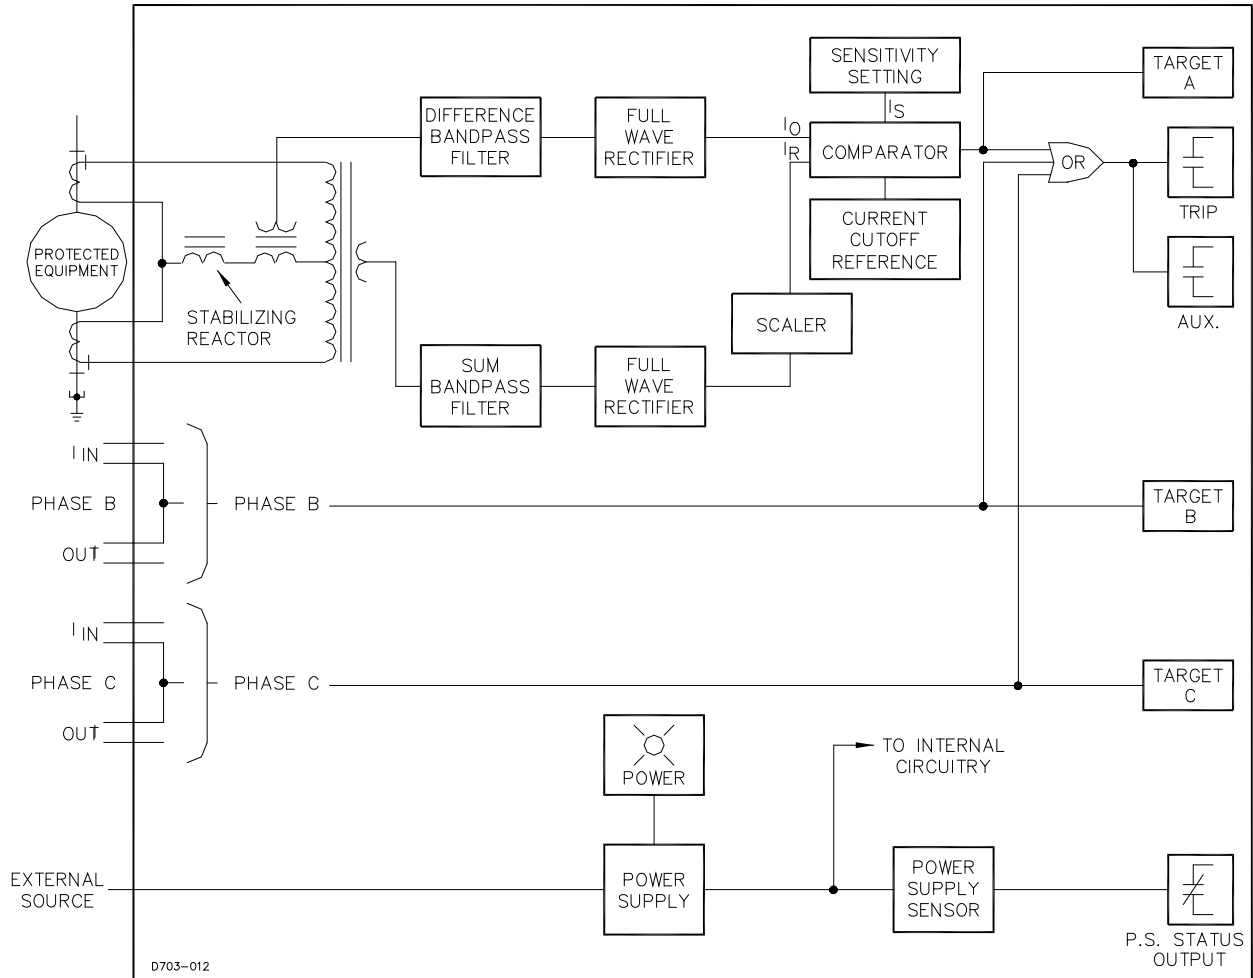 SENSITIVITY
SETTING
TARGET
A
DIFFERENCE
BANDPASS
FILTER
FULL
WAVE
RECTIFIER
IS
IO
IR
COMPARATOR
OR
TRIP
CURRENT
CUTOFF
REFERENCE
PROTECTED
EQUIPMENT
STABILIZING
REACTOR
SCALER
AUX.
SUM
BANDPASS
FILTER
FULL
WAVE
RECTIFIER
I IN
PHASE B
OUT
PHASE B
TARGET
B
I IN
PHASE C
OUT
PHASE C
TARGET
C
POWER
TO INTERNAL
CIRCUITRY
EXTERNAL
SOURCE
POWER
SUPPLY
POWER
SUPPLY
SENSOR
P.S. STATUS
OUTPUT
D703-012